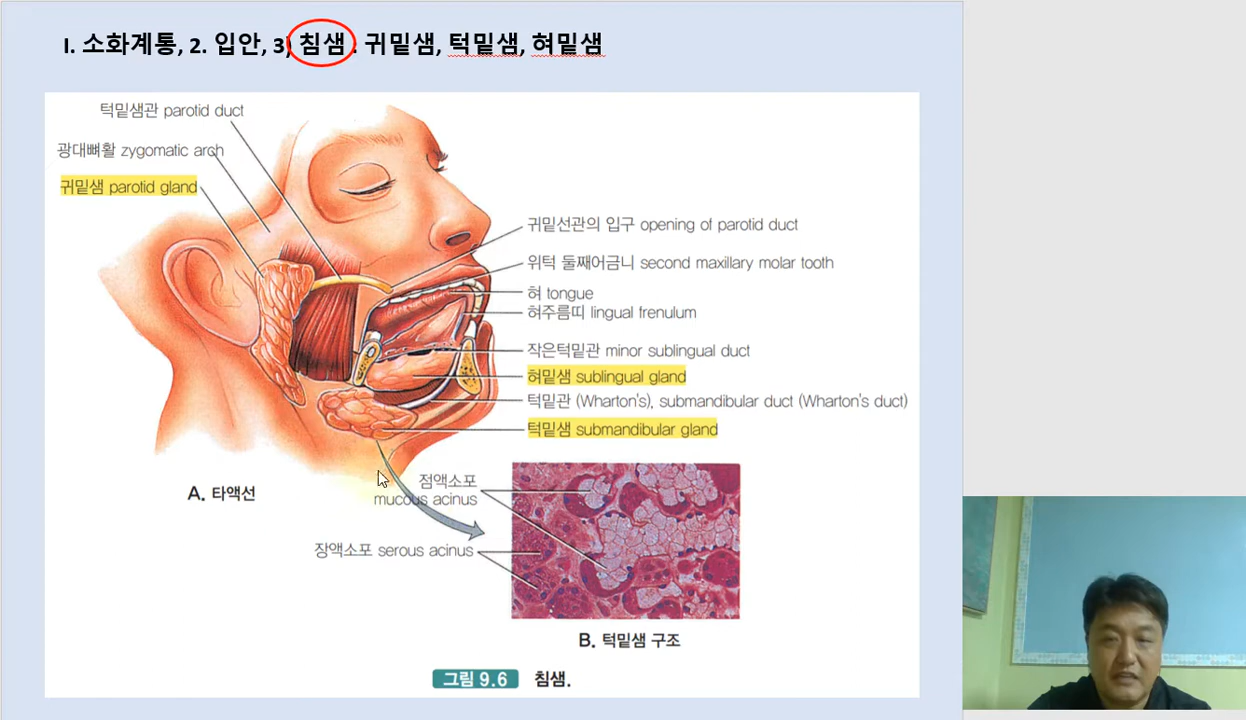 I. 소화계통, 2. 입안, 3) 침샘 : 귀밑샘, 턱밑샘, 혀밑샘
턱밑샘관 parotid duct
광대뼈활 zygomatic arch
귀밑샘 parotid gland
귀밑선관의 입구 opening of parotid duct
위턱 둘째어금니 second maxillary molar tooth
혀 tongue
혀주름띠 lingual frenulum
작은턱밑관 minor sublingual duct
혀밑샘 sublingual gland
턱밑관 (Wharton's), submandibular duct (Wharton's duct)
턱밑샘 submandibular gland
A. 타액선
점액소포
mucous acinus
장액소포 serous acinus
B. 턱밑샘 구조
그림 9.6 침샘.